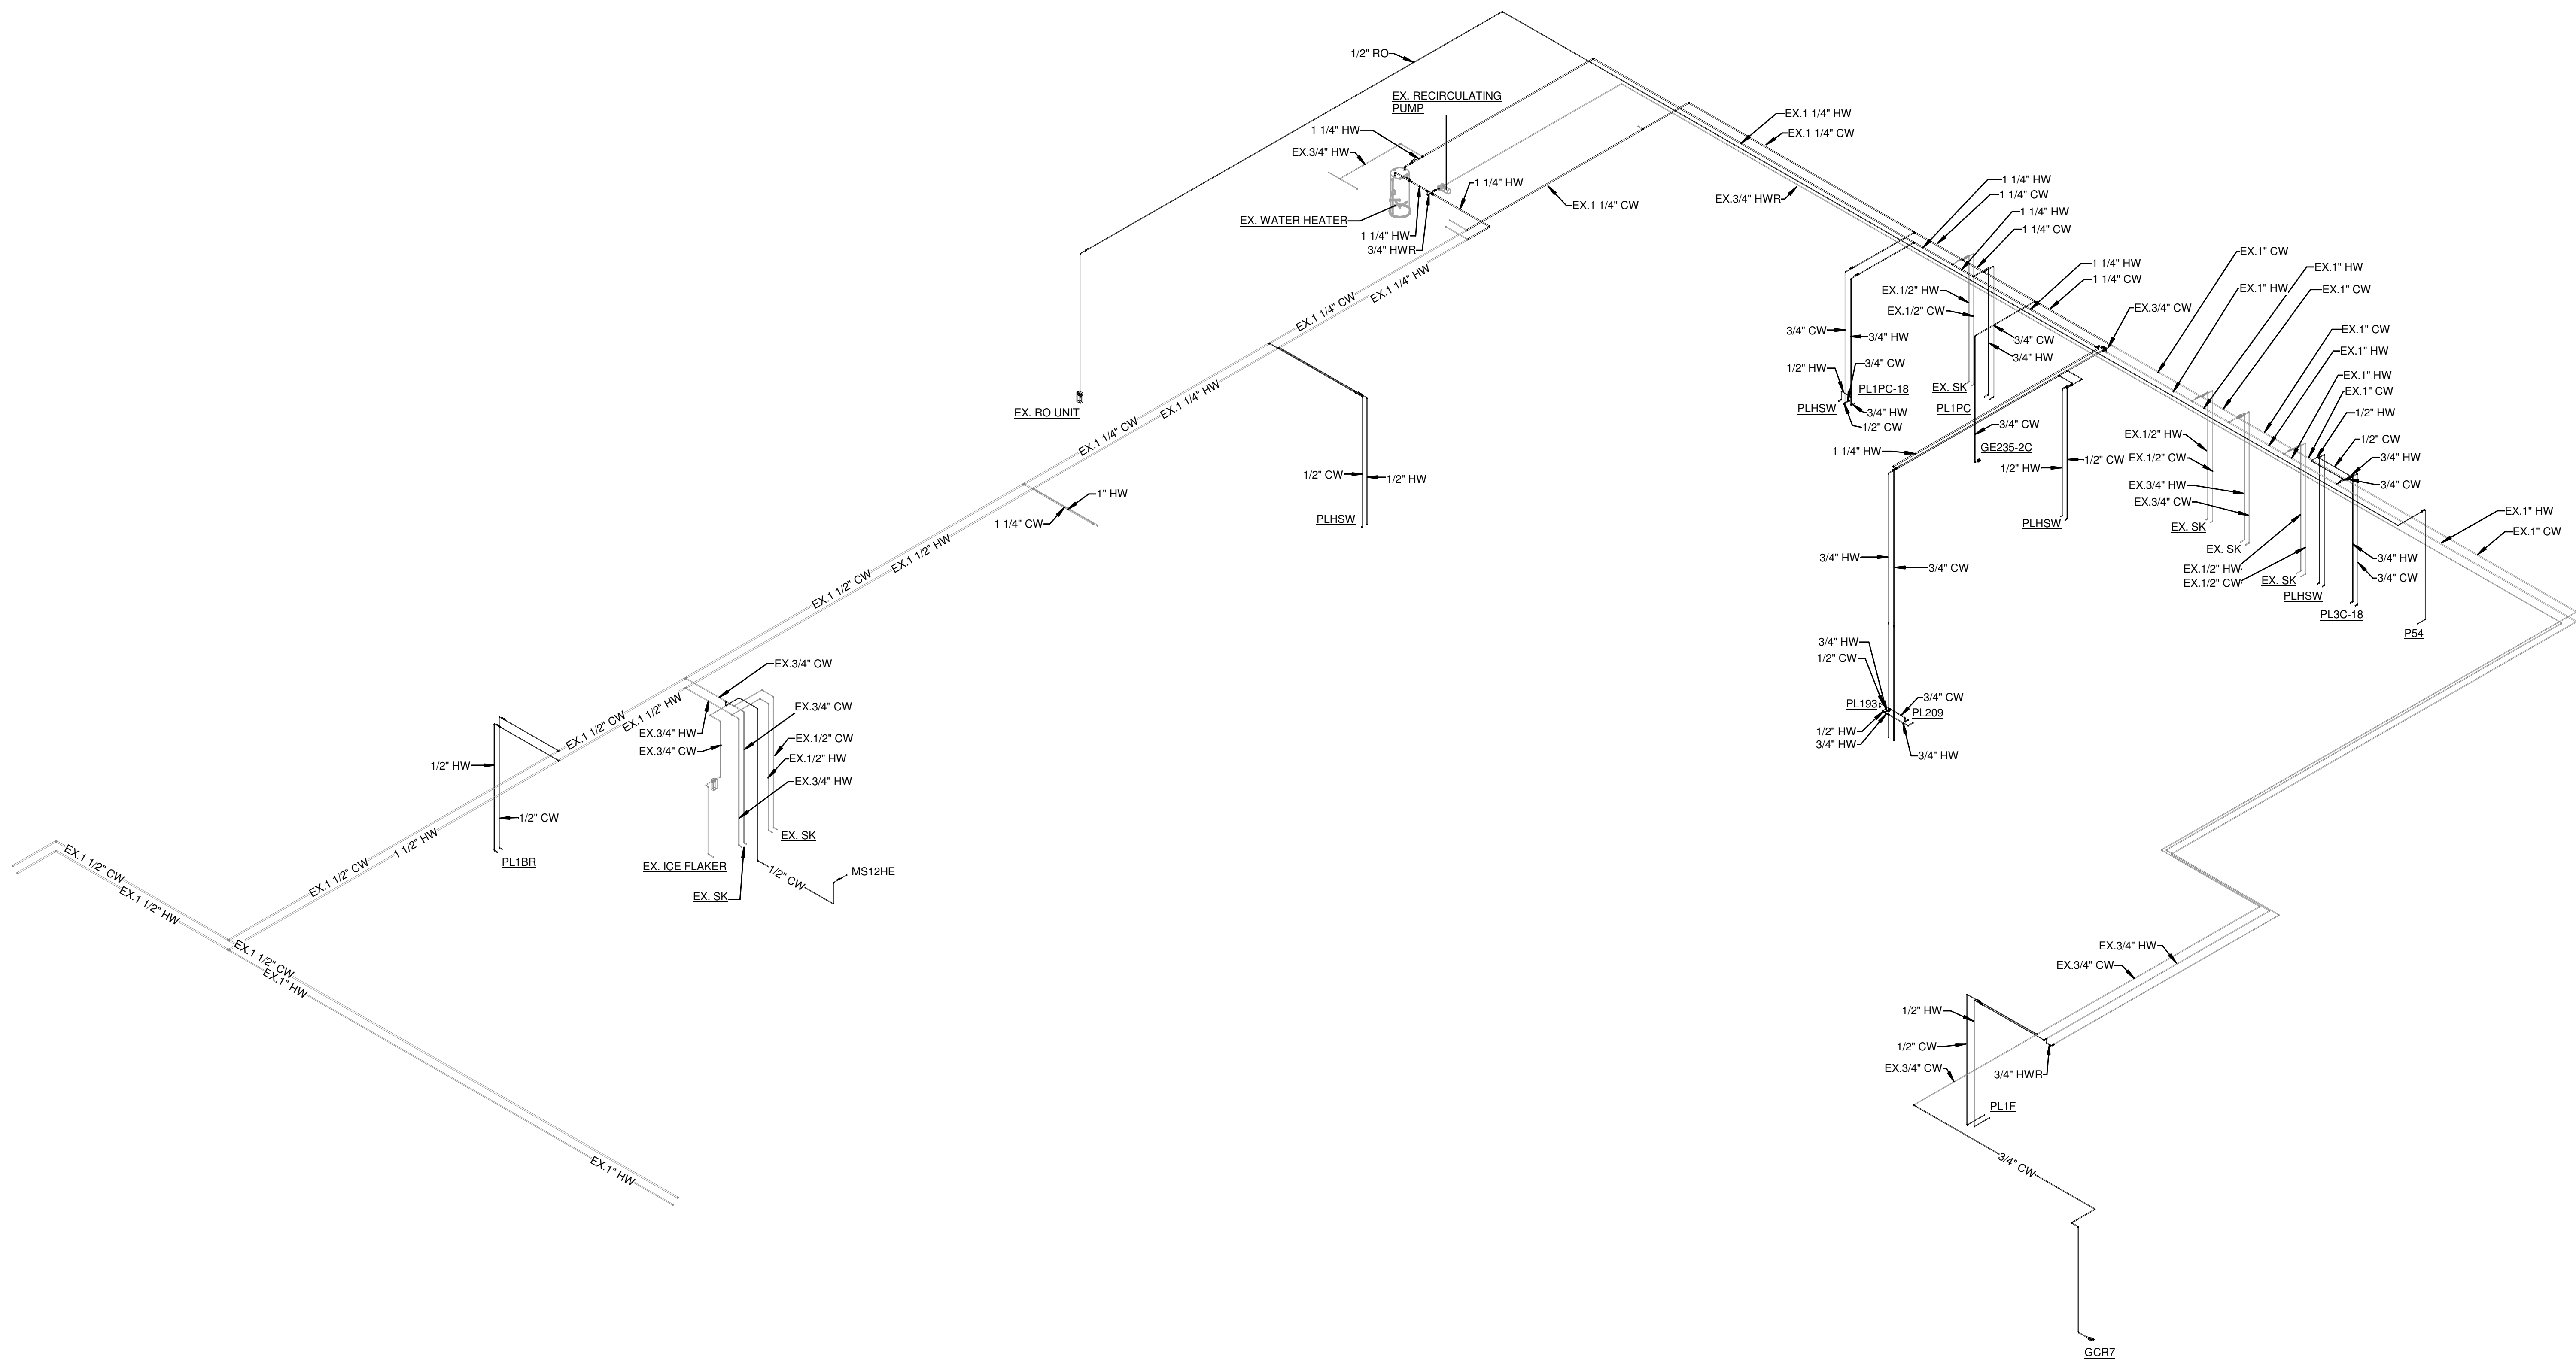 1/2" RO
EX. RECIRCULATING
PUMP
1 1/4" HW
EX.3/4" HW
1 1/4" HW
EX.1 1/4" CW
EX. WATER HEATER
1 1/4" HW
3/4" HWR
EX.1 1/4" HW
EX.1 1/4" CW
EX.3/4" HWR
1 1/4" HW
1 1/4" CW
1 1/4" HW
1 1/4" CW
1 1/4" HW
1 1/4" CW
EX.3/4" CW
EX.1" CW
EX.1" HW
EX.1" HW
EX.1" CW
EX.1" CW
EX.1" HW
EX.1" HW
EX.1" CW
1/2" HW
1/2" CW
3/4" HW
3/4" CW
EX.1" HW
EX.1" CW
EX.1/2" HW
EX.1/2" CW
3/4" CW
3/4" HW
3/4" CW
3/4" HW
1/2" HW
3/4" CW
PL1PC-18
EX. SK
PLHSW
3/4" HW
1/2" CW
PL1PC
3/4" CW
GE235-2C
1 1/4" HW
1/2" HW
1/2" CW
PLHSW
EX.1/2" HW
EX.1/2" CW
EX.3/4" HW
EX.3/4" CW
EX. SK
EX. SK
EX.1/2" HW
EX.1/2" CW
EX. SK
PLHSW
3/4" HW
3/4" CW
PL3C-18
P54
EX. RO UNIT
EX.1 1/4" CW
EX.1 1/4" HW
EX.1 1/4" CW
EX.1 1/4" HW
1/2" CW
1/2" HW
PLHSW
1" HW
1 1/4" CW
EX.1 1/2" CW
EX.1 1/2" HW
3/4" HW
3/4" CW
3/4" HW
1/2" CW
PL193
3/4" CW
PL209
1/2" HW
3/4" HW
3/4" HW
EX.3/4" CW
EX.1 1/2" CW
EX.1 1/2" HW
EX.3/4" HW
EX.3/4" CW
EX.3/4" CW
EX.1/2" CW
EX.1/2" HW
EX.3/4" HW
EX. SK
EX. ICE FLAKER
EX. SK
1/2" CW
MS12HE
1/2" HW
1/2" CW
PL1BR
EX.1 1/2" CW
1 1/2" HW
EX.1 1/2" CW
EX.1 1/2" HW
EX.1 1/2" CW
EX.1" HW
EX.1" HW
EX.3/4" HW
EX.3/4" CW
1/2" HW
1/2" CW
EX.3/4" CW
3/4" HWR
PL1F
3/4" CW
GCR7